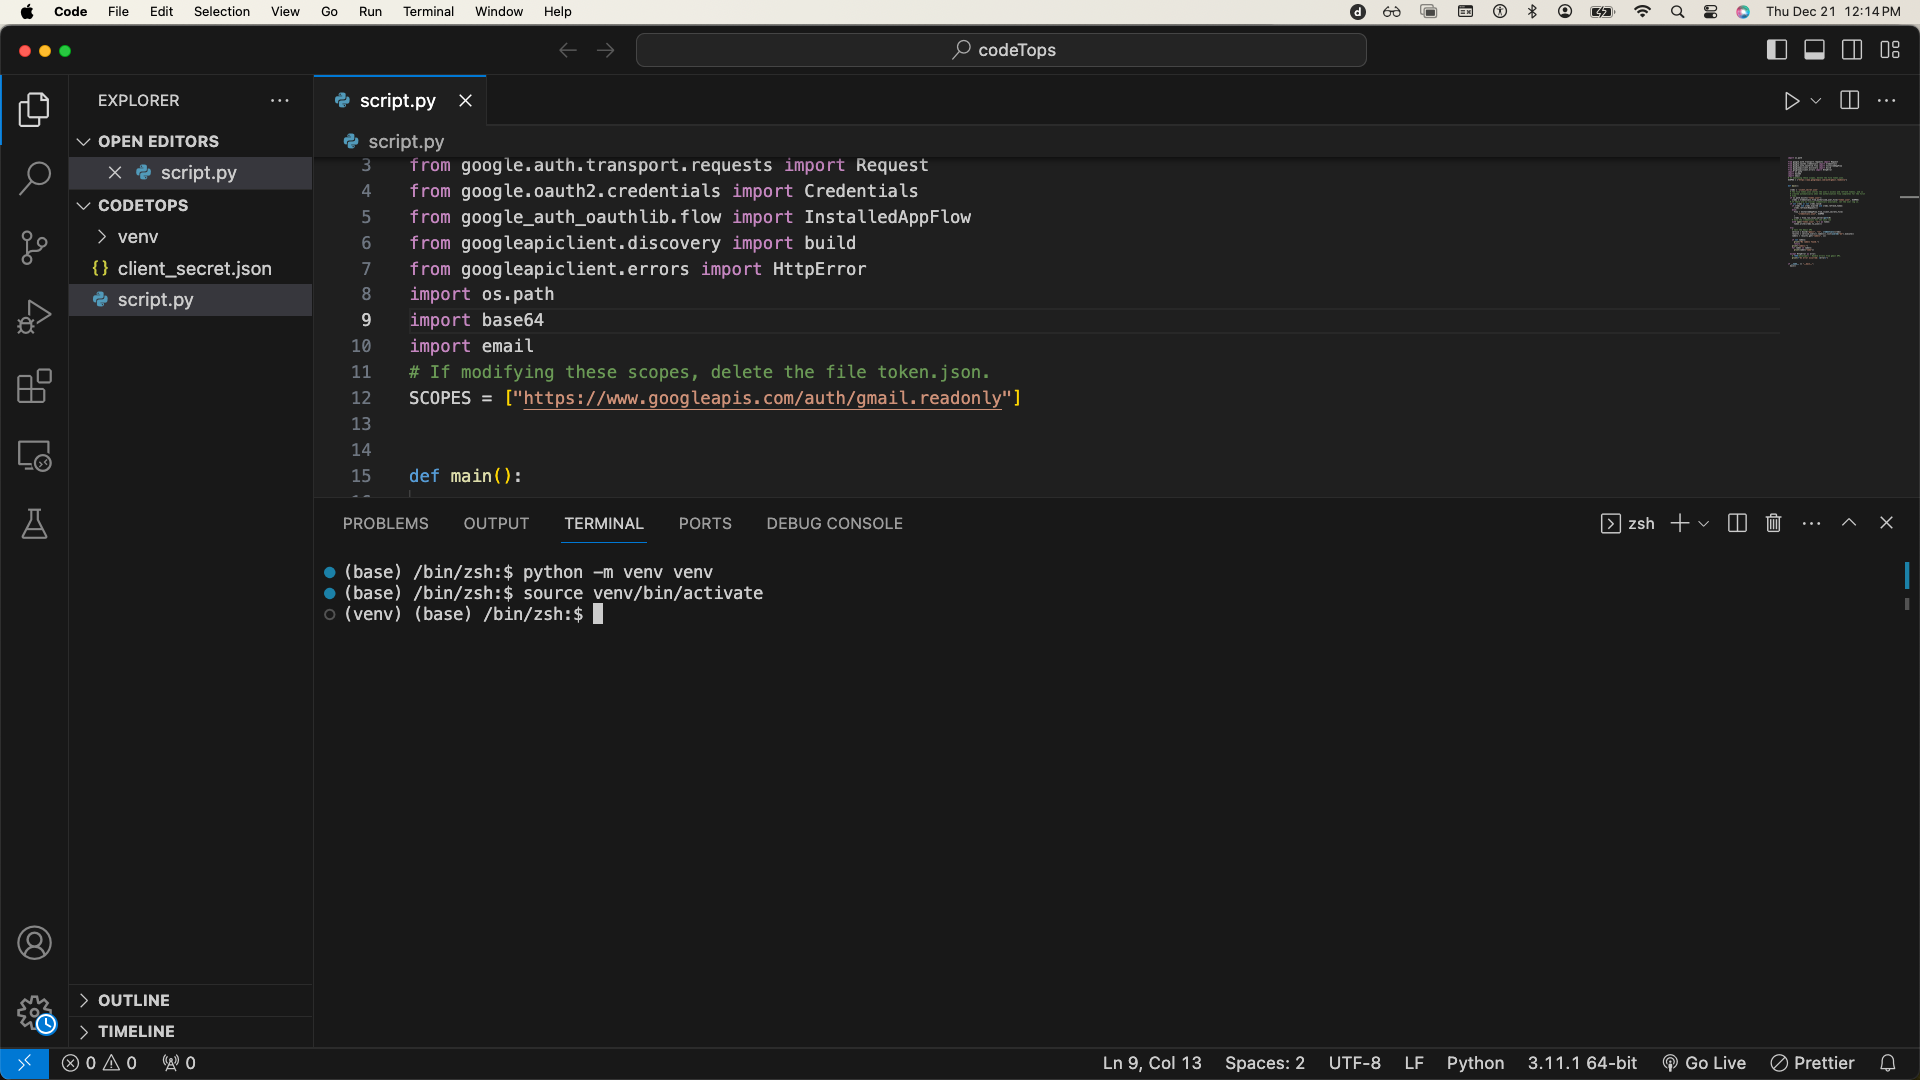 Code File Edit Selection View Go Run Terminal Window Help Thu Dec 21 12:14 PM
codeTops
EXPLORER
OPEN EDITORS
script.py
CODETOPS
venv
{} client_secret.json
script.py
OUTLINE
TIMELINE
script.py
script.py
3 from google.auth.transport.requests import Request
4 from google.oauth2.credentials import Credentials
5 from google_auth_oauthlib.flow import InstalledAppFlow
6 from googleapiclient.discovery import build
7 from googleapiclient.errors import HttpError
8 import os.path
9 import base64
10 import email
11 # If modifying these scopes, delete the file token.json.
12 SCOPES = ["https://www.googleapis.com/auth/gmail.readonly"]
13
14
15 def main():
PROBLEMS OUTPUT TERMINAL PORTS DEBUG CONSOLE zsh
(base) /bin/zsh:$ python -m venv venv
(base) /bin/zsh:$ source venv/bin/activate
(venv) (base) /bin/zsh:$
0 0 0 Ln 9, Col 13 Spaces: 2 UTF-8 LF Python 3.11.1 64-bit Go Live Prettier